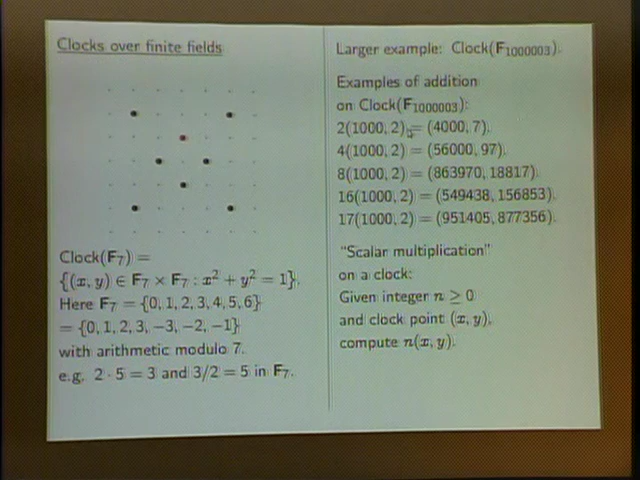 Clocks over finite fields
Clock(F₇) =
{(x, y) ∈ F₇ × F₇ : x² + y² = 1}.
Here F₇ = {0, 1, 2, 3, 4, 5, 6}
= {0, 1, 2, 3, −3, −2, −1}
with arithmetic modulo 7.
e.g. 2 · 5 = 3 and 3/2 = 5 in F₇.
Larger example: Clock(F₁₀₀₀₀₀₃).
Examples of addition
on Clock(F₁₀₀₀₀₀₃):
2(1000, 2) = (4000, 7).
4(1000, 2) = (56000, 97).
8(1000, 2) = (863970, 18817).
16(1000, 2) = (549438, 156853).
17(1000, 2) = (951405, 877356).
“Scalar multiplication”
on a clock:
Given integer n ≥ 0
and clock point (x, y),
compute n(x, y).